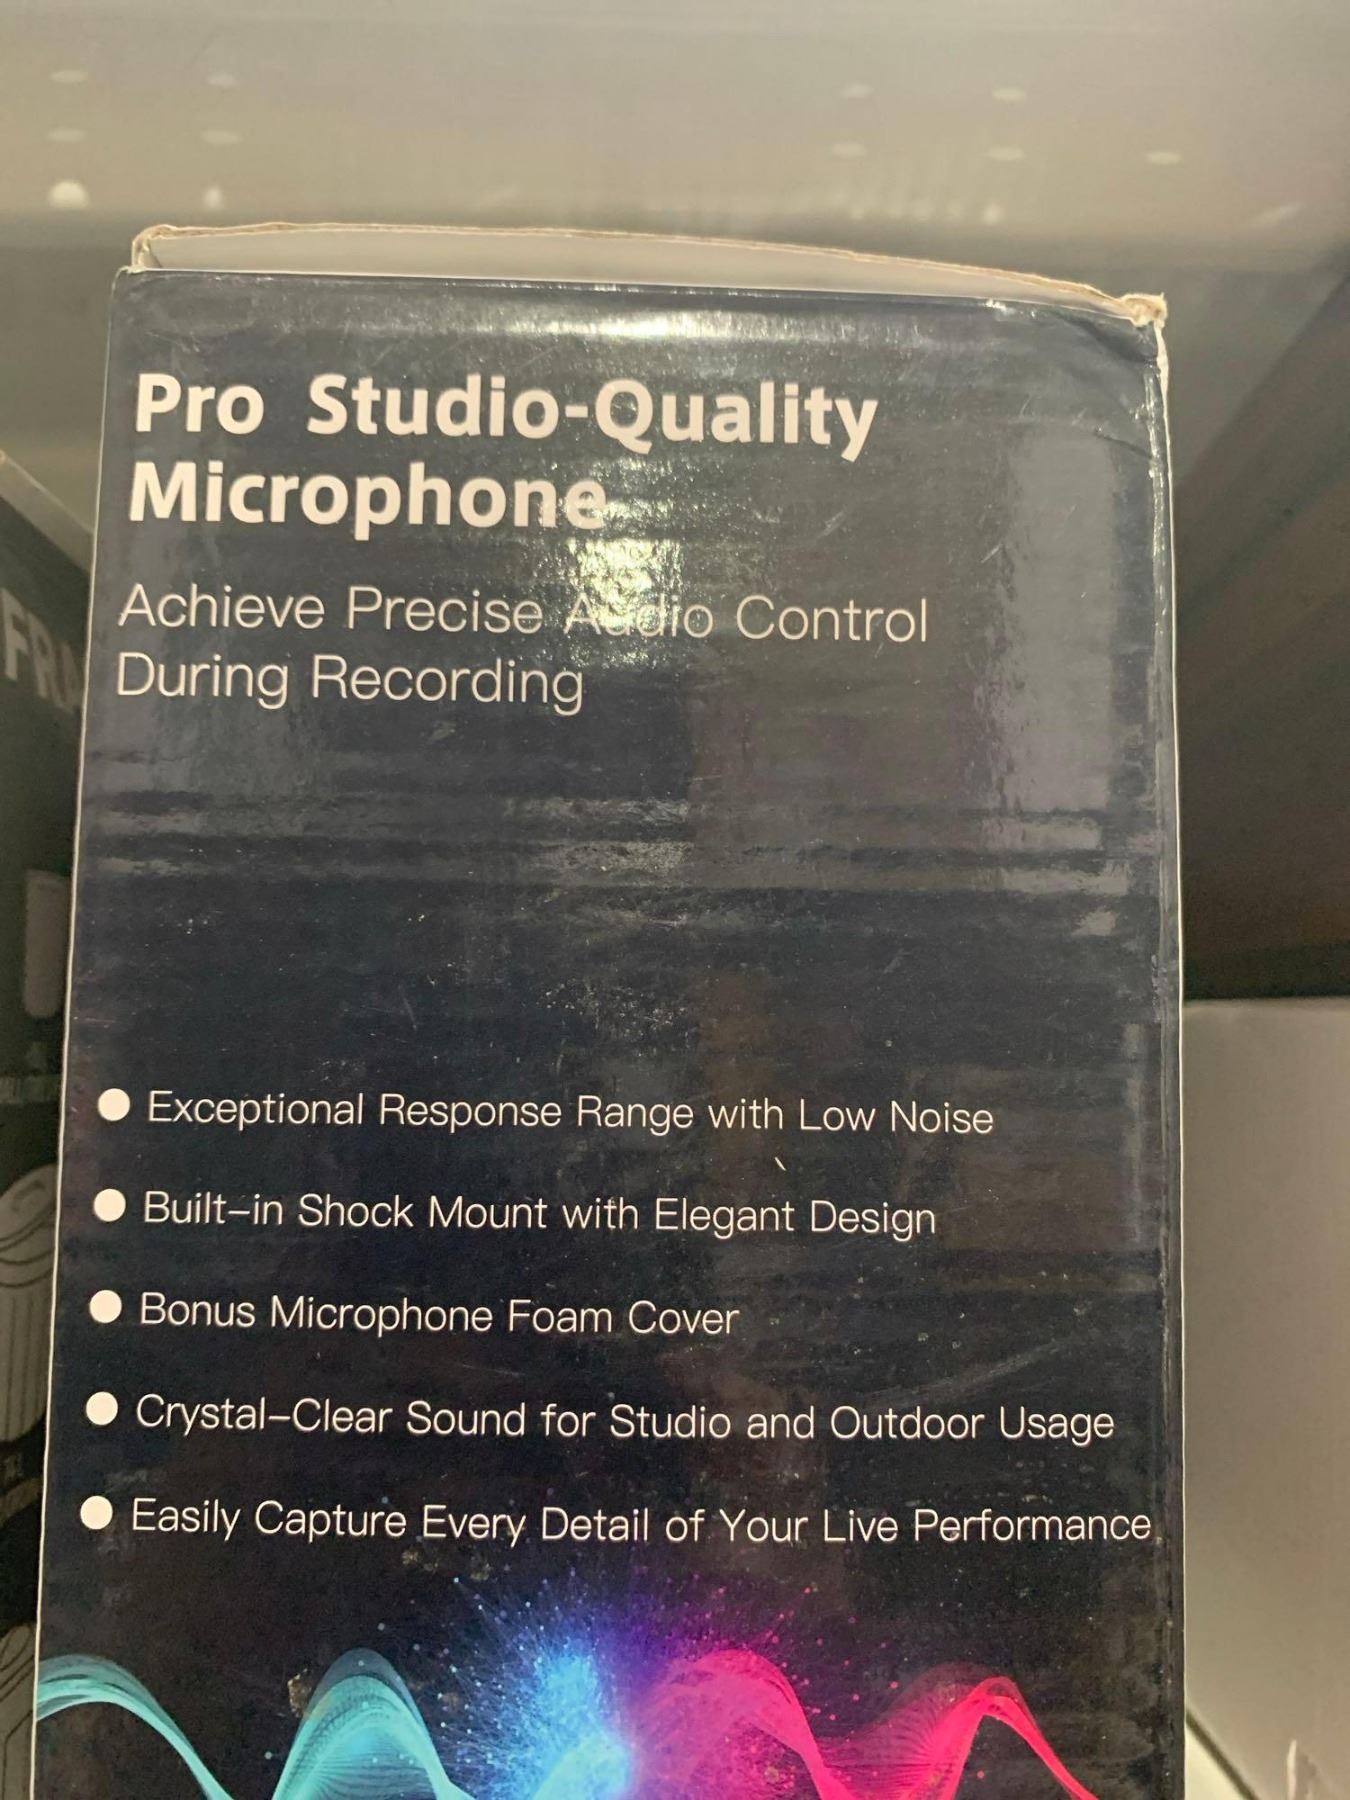 Pro Studio-Quality
Microphone
Achieve Precise Audio Control
During Recording
● Exceptional Response Range with Low Noise
● Built-in Shock Mount with Elegant Design
● Bonus Microphone Foam Cover
● Crystal-Clear Sound for Studio and Outdoor Usage
● Easily Capture Every Detail of Your Live Performance